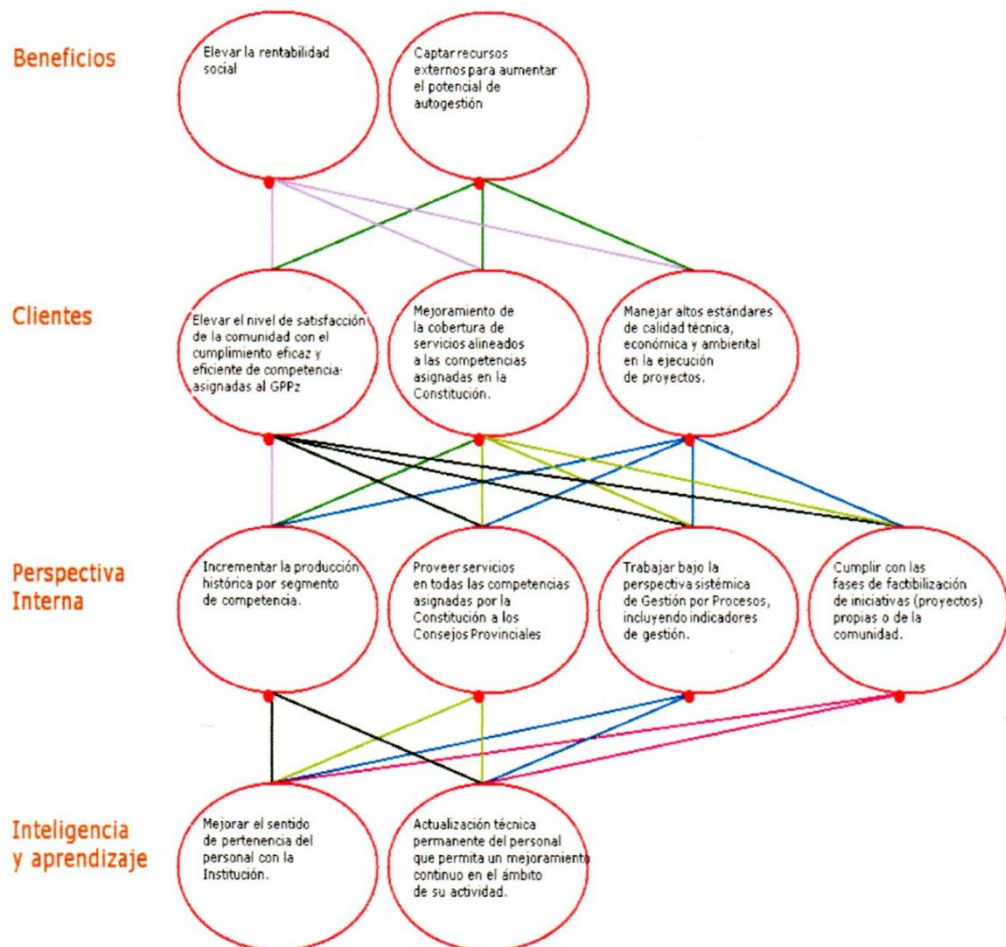 Beneficios
Elevar la rentabilidad
social
Captar recursos
externos para aumentar
el potencial de
autogestión
Clientes
Elevar el nivel de satisfacción
de la comunidad con el
cumplimiento eficaz y
eficiente de competencia·
asignadas al GPPz
Mejoramiento de
la cobertura de
servicios alineados
a las competencias
asignadas en la
Constitución.
Manejar altos estándares
de calidad técnica,
económica y ambiental
en la ejecución
de proyectos.
Perspectiva
Interna
Incrementar la producción
histórica por segmento
de competencia.
Proveer servicios
en todas las competencias
asignadas por la
Constitución a los
Consejos Provinciales
Trabajar bajo la
perspectiva sistémica
de Gestión por Procesos,
incluyendo indicadores
de gestión.
Cumplir con las
fases de factibilización
de iniciativas (proyectos)
propias o de la
comunidad.
Inteligencia
y aprendizaje
Mejorar el sentido
de pertenencia del
personal con la
Institución.
Actualización técnica
permanente del personal
que permita un mejoramiento
continuo en el ámbito
de su actividad.